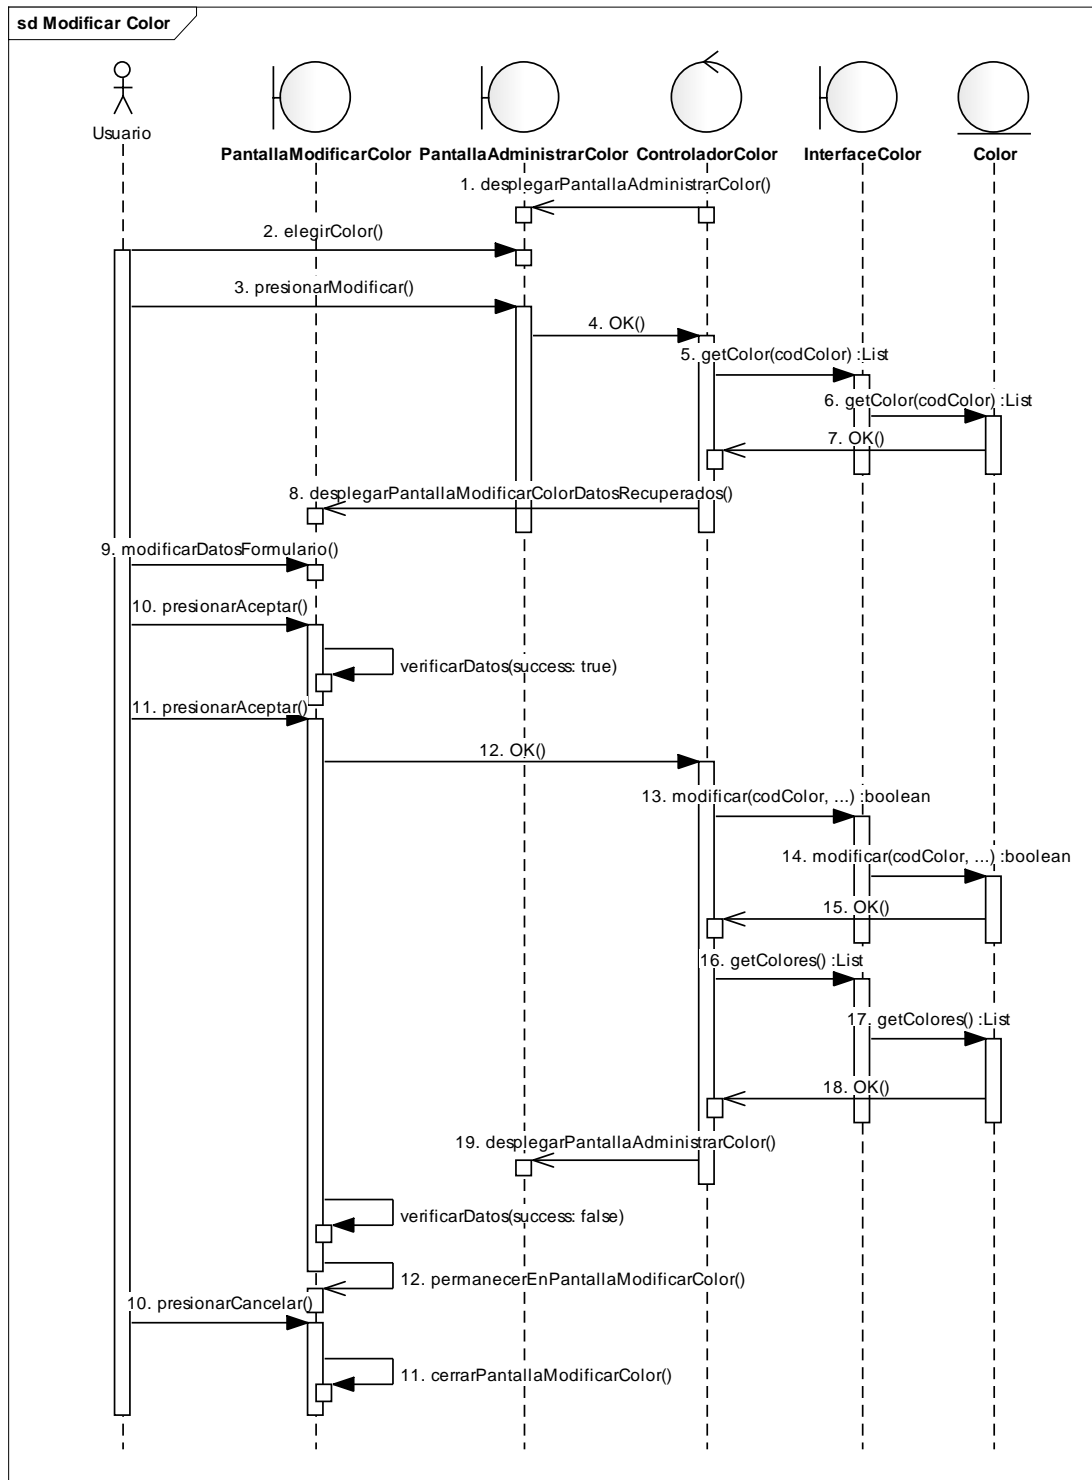 sd Modificar Color
Usuario
PantallaModificarColor
PantallaAdministrarColor
ControladorColor
InterfaceColor
Color
1. desplegarPantallaAdministrarColor()
2. elegirColor()
3. presionarModificar()
4. OK()
5. getColor(codColor) :List
6. getColor(codColor) :List
7. OK()
8. desplegarPantallaModificarColorDatosRecuperados()
9. modificarDatosFormulario()
10. presionarAceptar()
verificarDatos(success: true)
11. presionarAceptar()
12. OK()
13. modificar(codColor, ...) :boolean
14. modificar(codColor, ...) :boolean
15. OK()
16. getColores() :List
17. getColores() :List
18. OK()
19. desplegarPantallaAdministrarColor()
verificarDatos(success: false)
12. permanecerEnPantallaModificarColor()
10. presionarCancelar()
11. cerrarPantallaModificarColor()